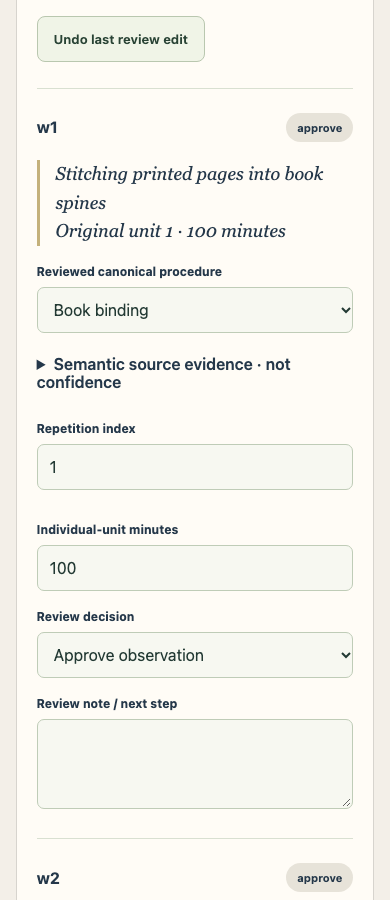 Undo last review edit
w1
approve
Stitching printed pages into book
spines
Original unit 1 · 100 minutes
Reviewed canonical procedure
Book binding
▶ Semantic source evidence · not
confidence
Repetition index
1
Individual-unit minutes
100
Review decision
Approve observation
Review note / next step
w2
approve